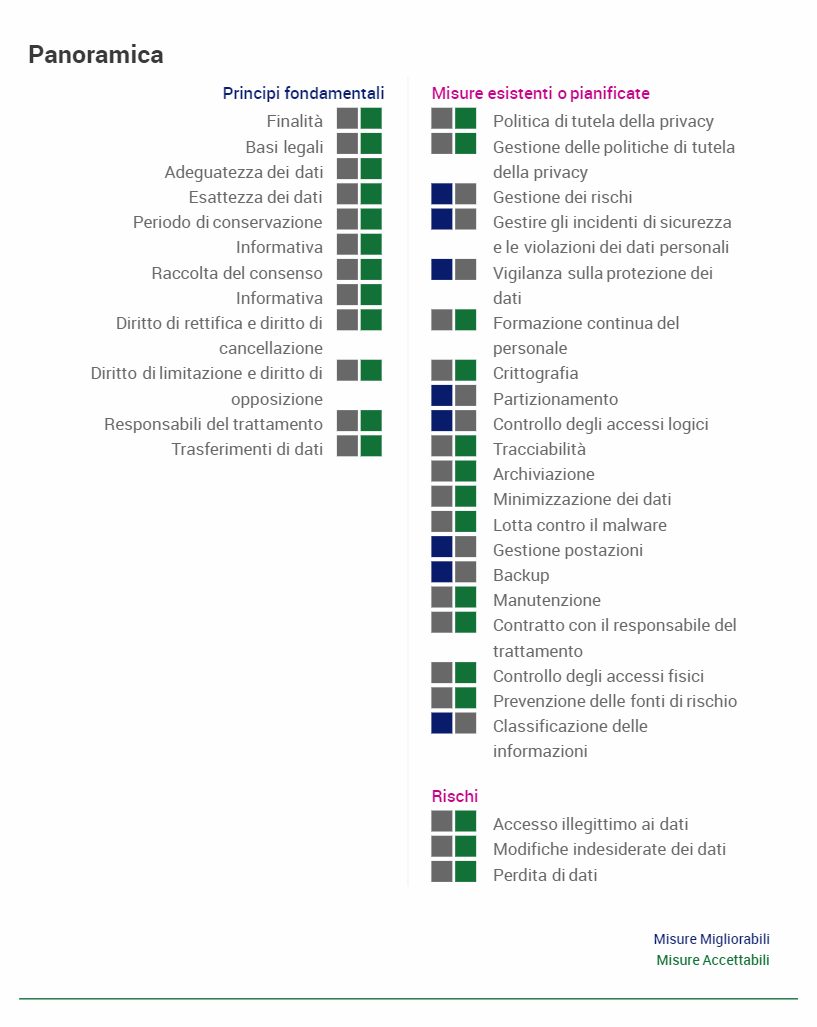 Panoramica
Principi fondamentali
Finalità
Basi legali
Adeguatezza dei dati
Esattezza dei dati
Periodo di conservazione
Informativa
Raccolta del consenso
Informativa
Diritto di rettifica e diritto di
cancellazione
Diritto di limitazione e diritto di
opposizione
Responsabili del trattamento
Trasferimenti di dati
Misure esistenti o pianificate
Politica di tutela della privacy
Gestione delle politiche di tutela
della privacy
Gestione dei rischi
Gestire gli incidenti di sicurezza
e le violazioni dei dati personali
Vigilanza sulla protezione dei
dati
Formazione continua del
personale
Crittografia
Partizionamento
Controllo degli accessi logici
Tracciabilità
Archiviazione
Minimizzazione dei dati
Lotta contro il malware
Gestione postazioni
Backup
Manutenzione
Contratto con il responsabile del
trattamento
Controllo degli accessi fisici
Prevenzione delle fonti di rischio
Classificazione delle
informazioni
Rischi
Accesso illegittimo ai dati
Modifiche indesiderate dei dati
Perdita di dati
Misure Migliorabili
Misure Accettabili